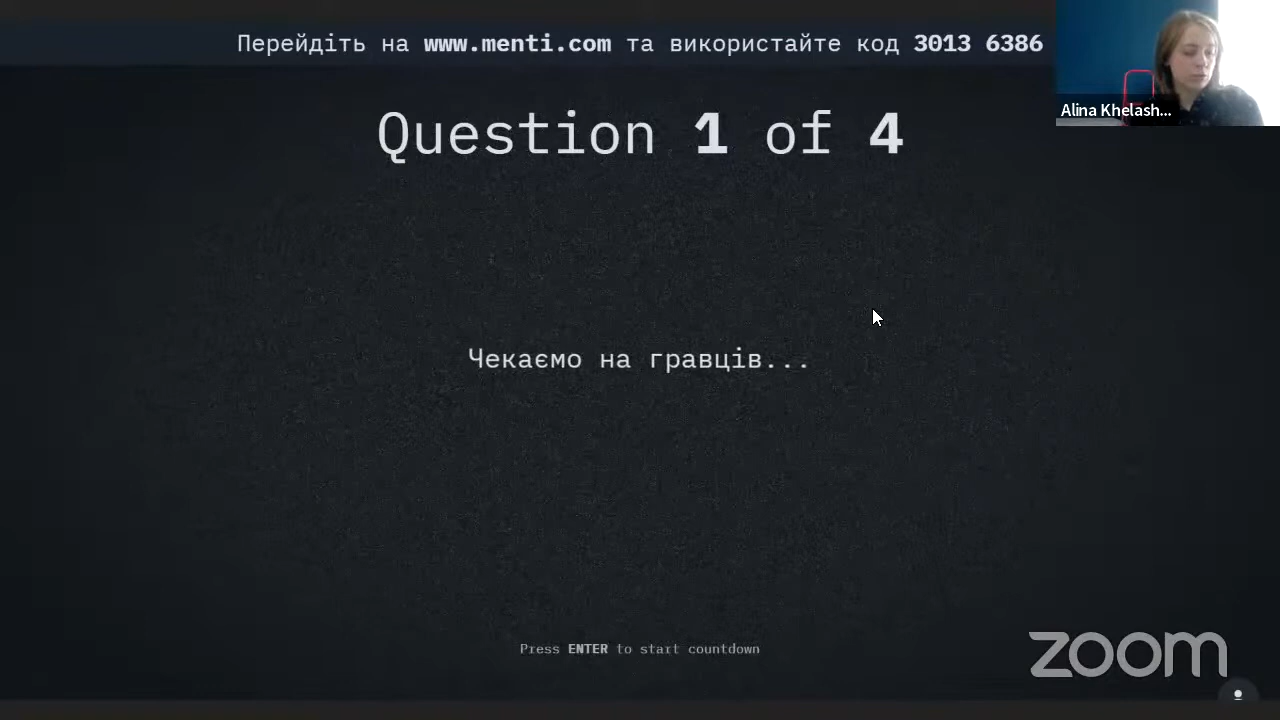 Перейдіть на www.menti.com та використайте код 3013 6386
Alina Khelash...
Question 1 of 4
Чекаємо на гравців...
Press ENTER to start countdown
zoom